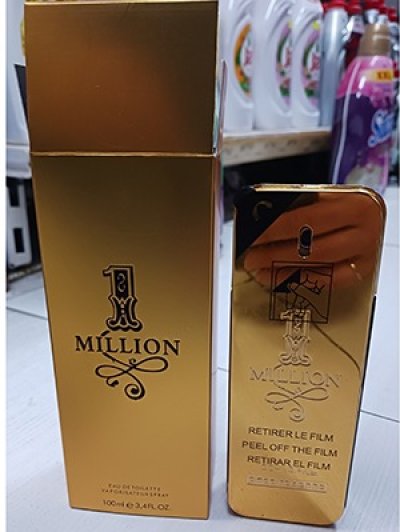 1
MILLION
EAU DE TOILETTE
VAPORISATEUR SPRAY
100ml e 3,4FL.OZ
1
MILLION
RETIRER LE FILM
PEEL OFF THE FILM
RETIRAR EL FILM